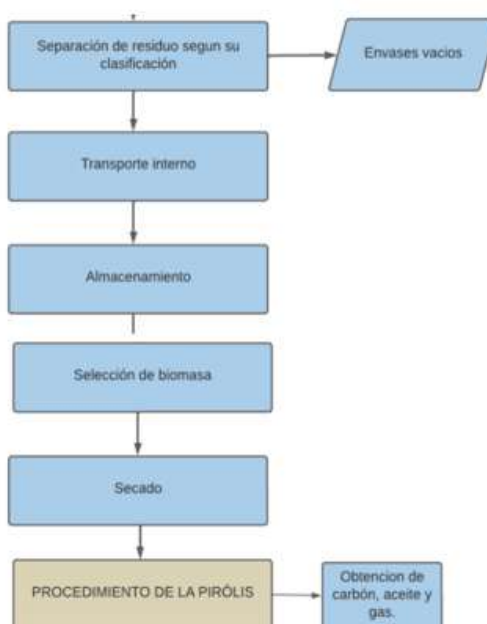 Separación de residuo segun su
clasificación
Envases vacios
Transporte interno
Almacenamiento
Selección de biomasa
Secado
PROCEDIMIENTO DE LA PIRÓLIS
Obtencion de
carbón, aceite y
gas.